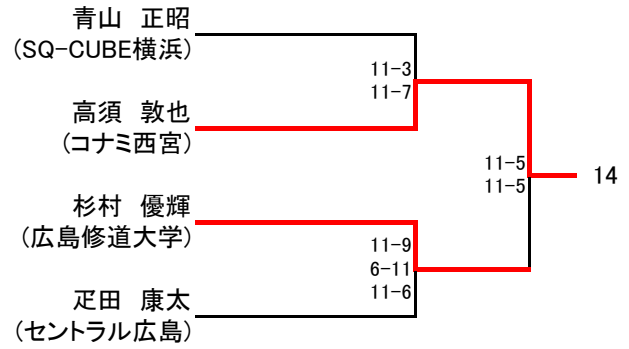 青山　正昭
(SQ-CUBE横浜)
11-3
11-7
高須　敦也
(コナミ西宮)
11-5
11-5
14
杉村　優輝
(広島修道大学)
11-9
6-11
11-6
疋田　康太
(セントラル広島)